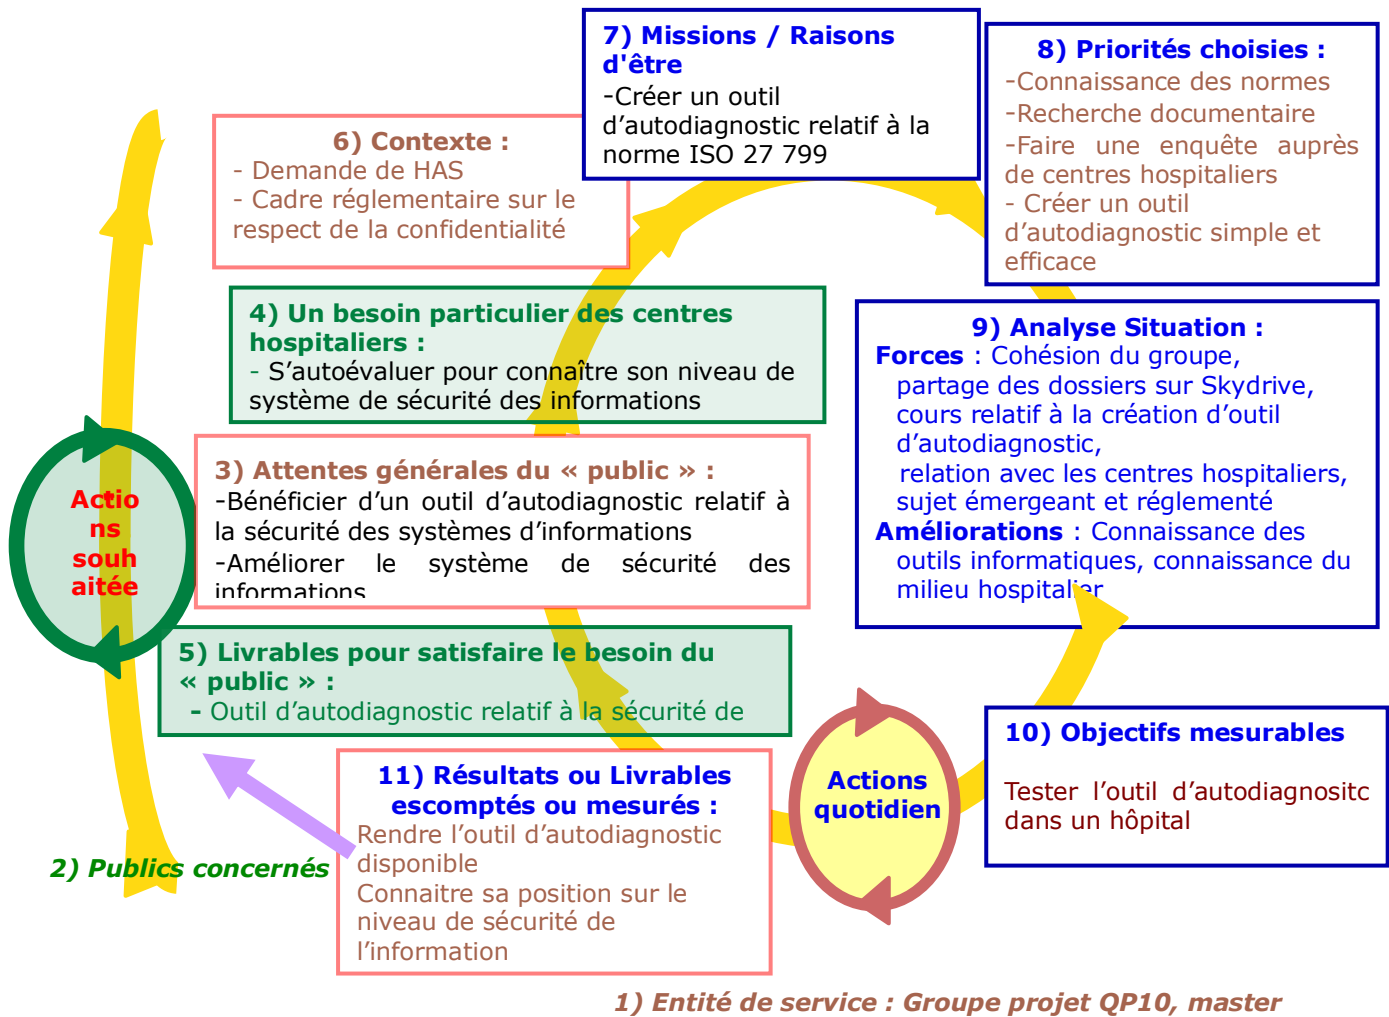 7) Missions / Raisons
d'être
-Créer un outil
d’autodiagnostic relatif à la
norme ISO 27 799
8) Priorités choisies :
-Connaissance des normes
-Recherche documentaire
-Faire une enquête auprès
de centres hospitaliers
- Créer un outil
d’autodiagnostic simple et
efficace
6) Contexte :
- Demande de HAS
- Cadre réglementaire sur le
respect de la confidentialité
4) Un besoin particulier des centres
hospitaliers :
- S’autoévaluer pour connaître son niveau de
système de sécurité des informations
9) Analyse Situation :
Forces : Cohésion du groupe,
partage des dossiers sur Skydrive,
cours relatif à la création d’outil
d’autodiagnostic,
relation avec les centres hospitaliers,
sujet émergeant et réglementé
Améliorations : Connaissance des
outils informatiques, connaissance du
milieu hospitalier
3) Attentes générales du « public » :
-Bénéficier d’un outil d’autodiagnostic relatif à
la sécurité des systèmes d’informations
-Améliorer le système de sécurité des
informations
Actio
ns
souh
aitée
5) Livrables pour satisfaire le besoin du
« public » :
- Outil d’autodiagnostic relatif à la sécurité de
10) Objectifs mesurables
Tester l’outil d’autodiagnositc
dans un hôpital
11) Résultats ou Livrables
escomptés ou mesurés :
Rendre l’outil d’autodiagnostic
disponible
Connaitre sa position sur le
niveau de sécurité de
l’information
Actions
quotidien
2) Publics concernés
1) Entité de service : Groupe projet QP10, master